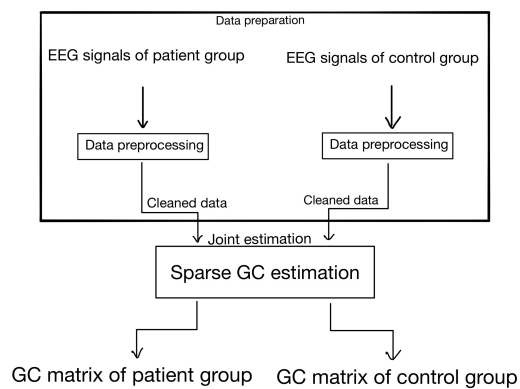 Data preparation
EEG signals of patient group
EEG signals of control group
Data preprocessing
Data preprocessing
Cleaned data
Cleaned data
Joint estimation
Sparse GC estimation
GC matrix of patient group
GC matrix of control group